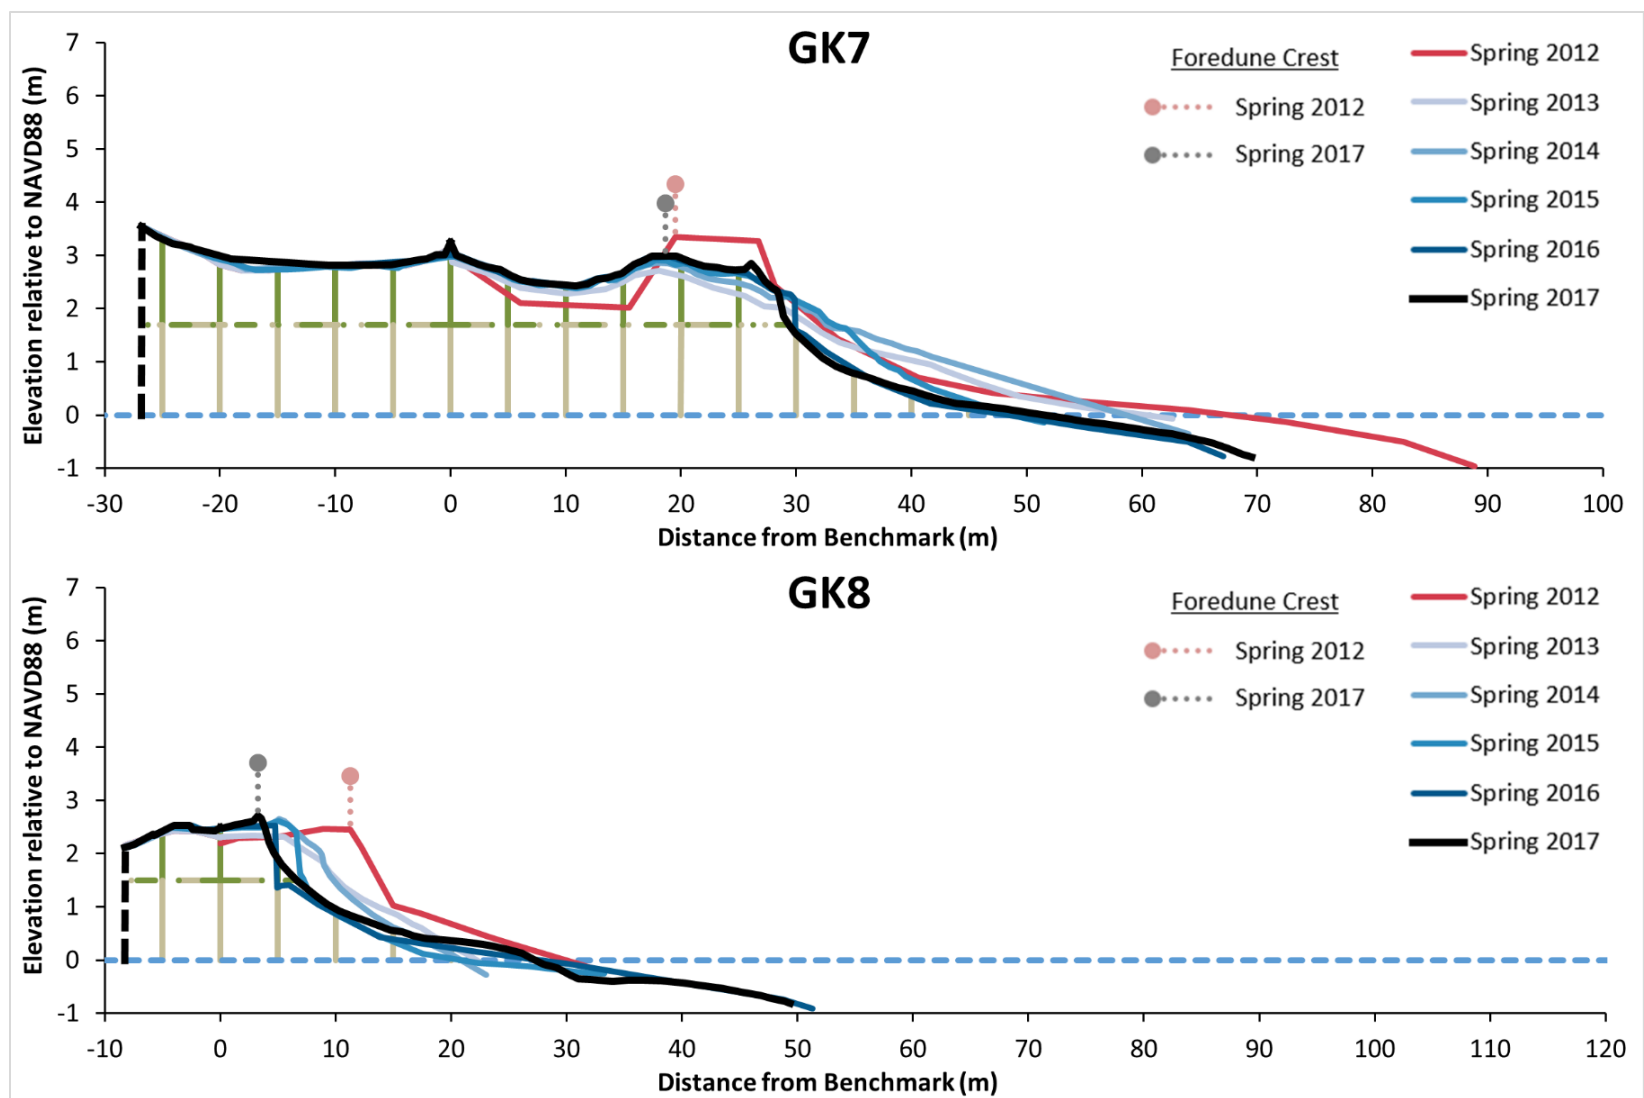 GK7
Foredune Crest
Spring 2012
Spring 2017
Spring 2012
Spring 2013
Spring 2014
Spring 2015
Spring 2016
Spring 2017
Elevation relative to NAVD88 (m)
7
6
5
4
3
2
1
0
-1
-30 -20 -10 0 10 20 30 40 50 60 70 80 90 100
Distance from Benchmark (m)
GK8
Foredune Crest
Spring 2012
Spring 2017
Spring 2012
Spring 2013
Spring 2014
Spring 2015
Spring 2016
Spring 2017
Elevation relative to NAVD88 (m)
7
6
5
4
3
2
1
0
-1
-10 0 10 20 30 40 50 60 70 80 90 100 110 120
Distance from Benchmark (m)